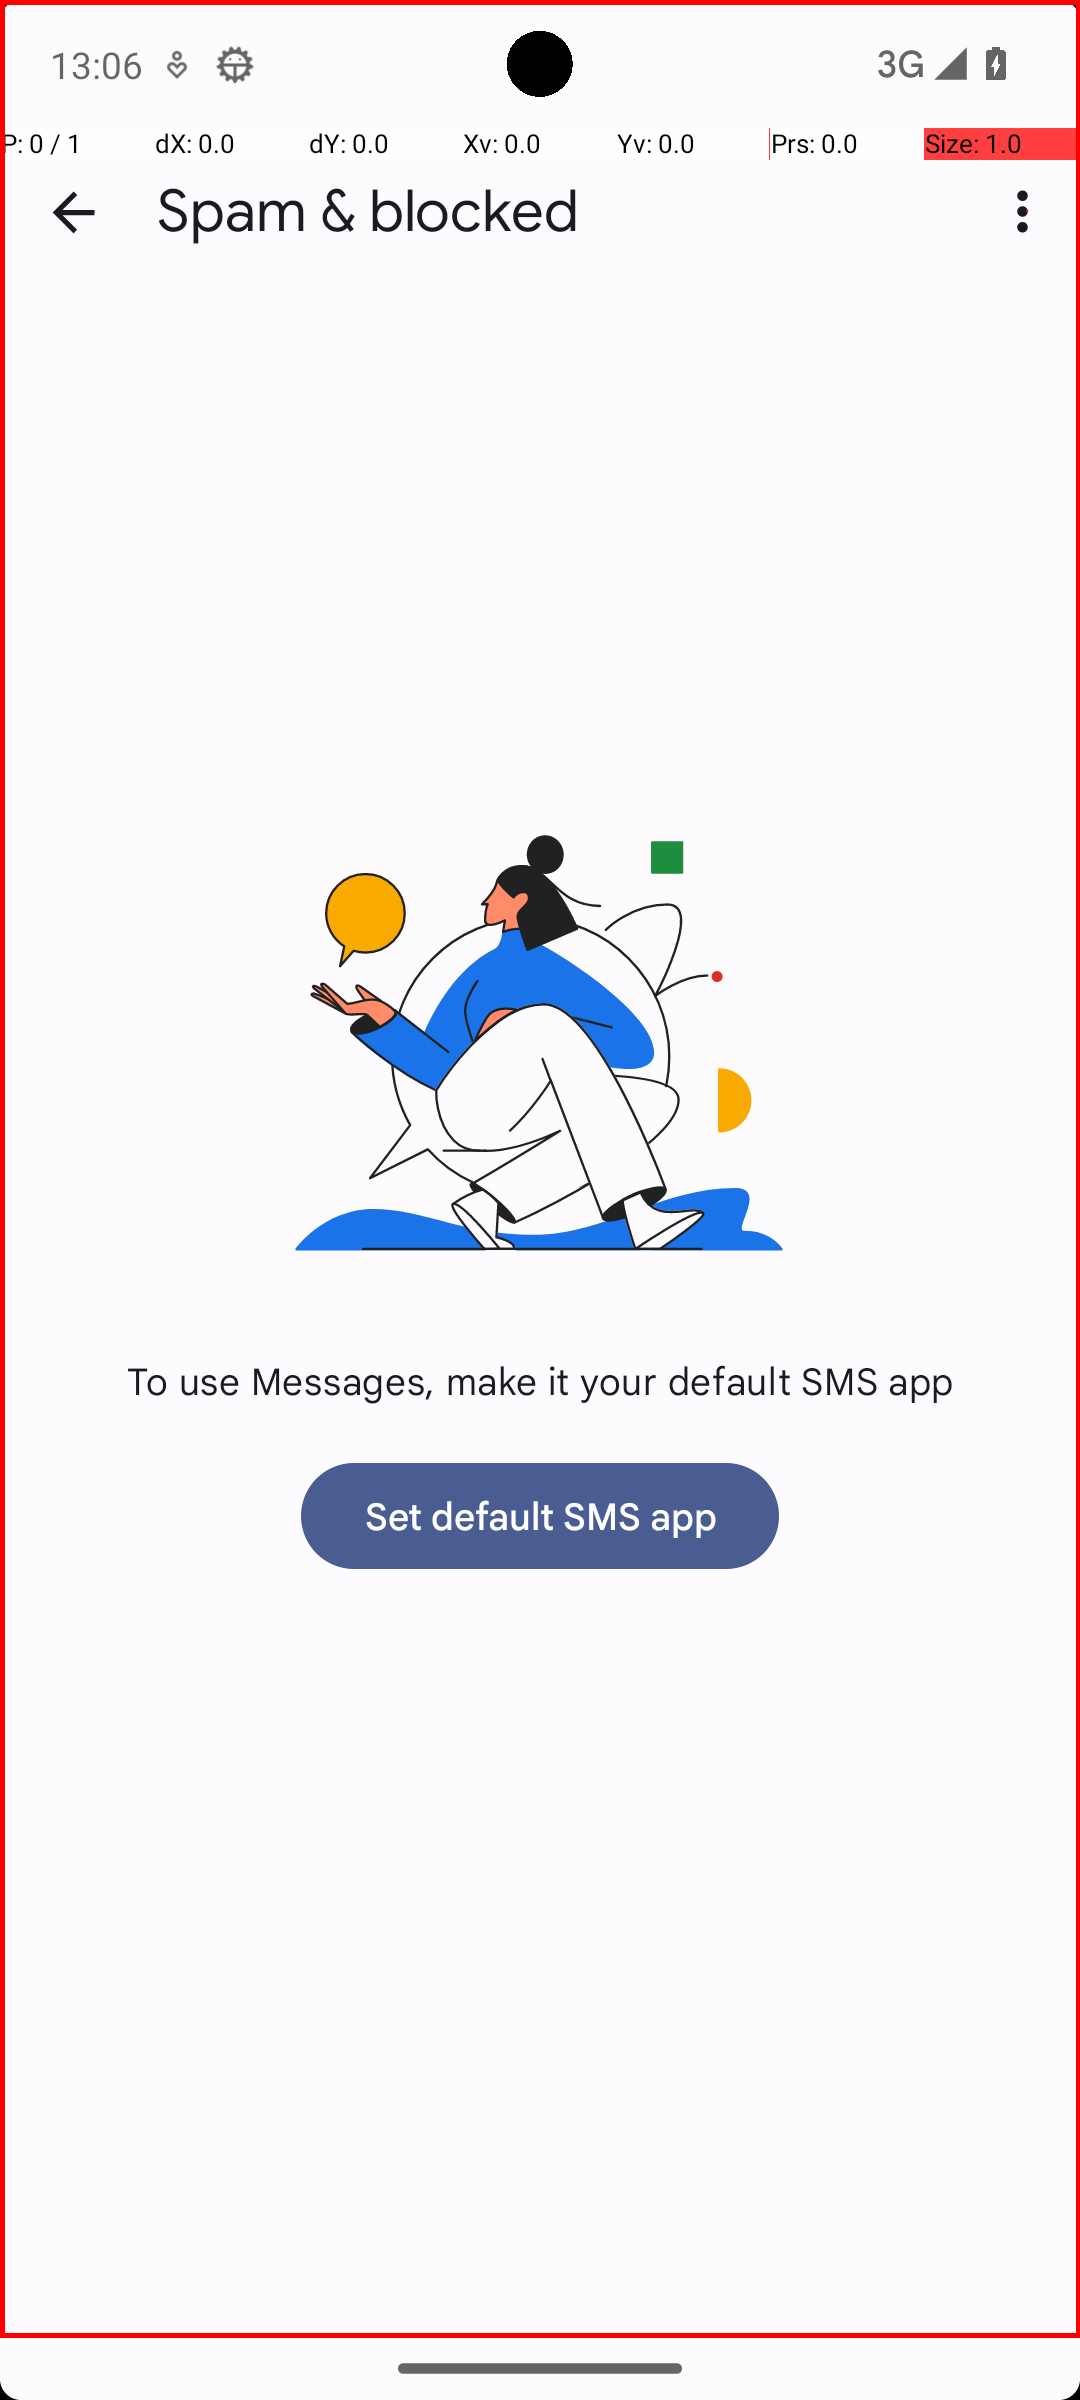 13:06
3G
P: 0 / 1 dX: 0.0 dY: 0.0 Xv: 0.0 Yv: 0.0 Prs: 0.0 Size: 1.0
Spam & blocked
To use Messages, make it your default SMS app
Set default SMS app